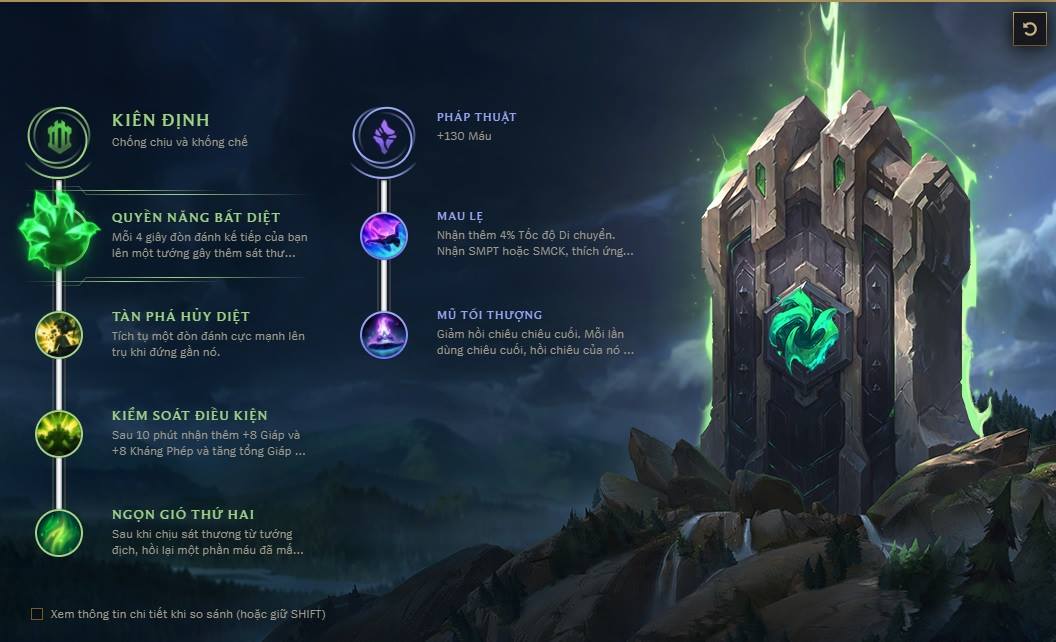 KIÊN ĐỊNH
Chống chịu và khống chế
QUYỀN NĂNG BẤT DIỆT
Mỗi 4 giây đòn đánh kế tiếp của bạn
lên một tướng gây thêm sát thư...
TÀN PHÁ HỦY DIỆT
Tích tụ một đòn đánh cực mạnh lên
trụ khi đứng gần nó.
KIỂM SOÁT ĐIỀU KIỆN
Sau 10 phút nhận thêm +8 Giáp và
+8 Kháng Phép và tăng tổng Giáp ...
NGỌN GIÓ THỨ HAI
Sau khi chịu sát thương từ tướng
địch, hồi lại một phần máu đã mấ...
PHÁP THUẬT
+130 Máu
MAU LẸ
Nhận thêm 4% Tốc độ Di chuyển.
Nhận SMPT hoặc SMCK, thích ứng...
MŨ TỐI THƯỢNG
Giảm hồi chiêu chiêu cuối. Mỗi lần
dùng chiêu cuối, hồi chiêu của nó ...
Xem thông tin chi tiết khi so sánh (hoặc giữ SHIFT)